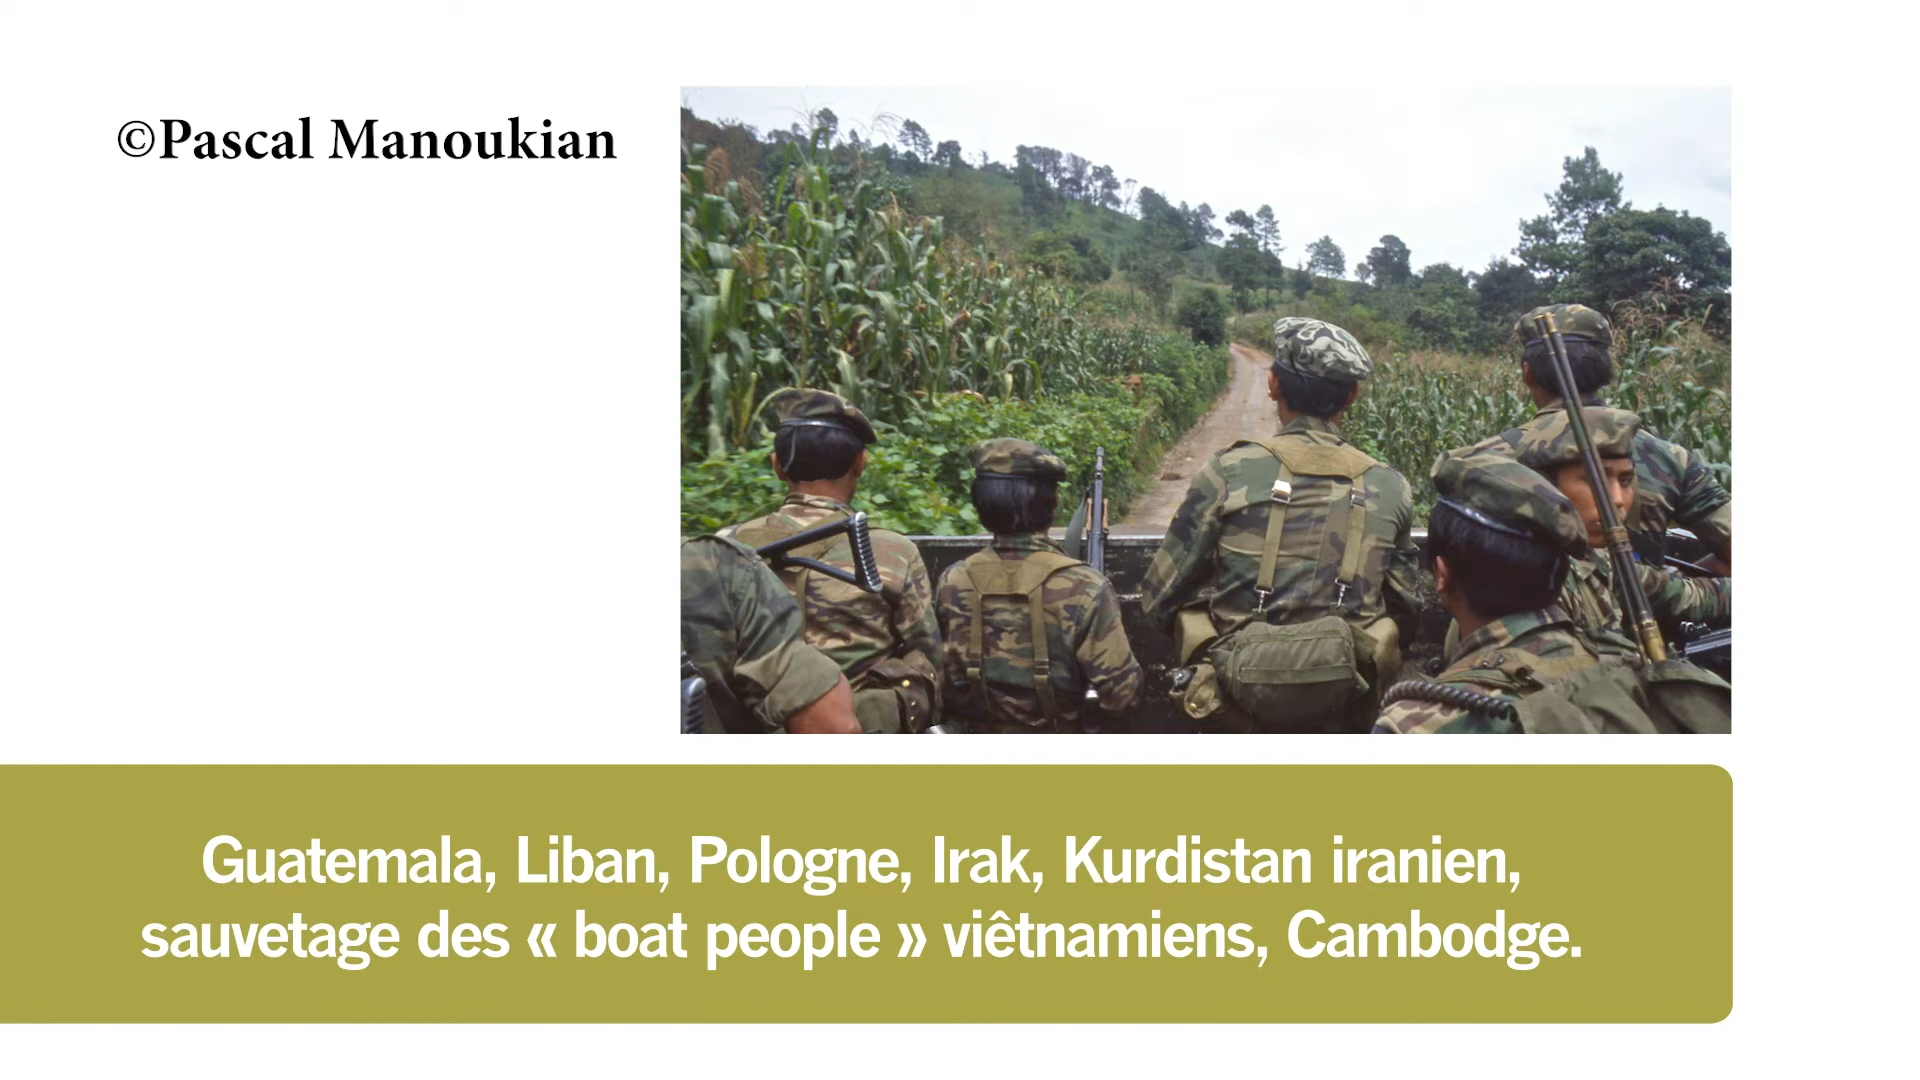 ©Pascal Manoukian
Guatemala, Liban, Pologne, Irak, Kurdistan iranien,
sauvetage des « boat people » viêtnamiens, Cambodge.